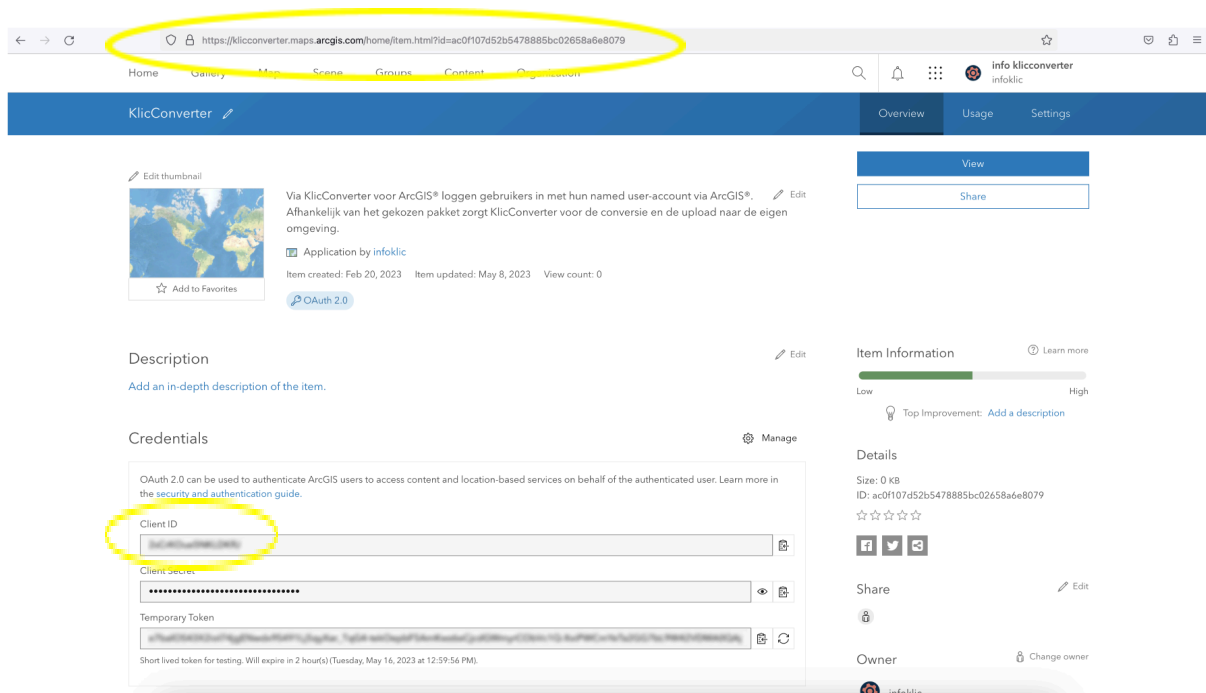 https://klicconverter.maps.arcgis.com/home/item.html?id=ac0f107d52b5478885bc02658a6e8079
Home Gallery Map Scene Groups Content Organization
info klicconverter
infoklic
KlicConverter
Overview Usage Settings
View
Share
Edit thumbnail
Add to Favorites
Via KlicConverter voor ArcGIS® loggen gebruikers in met hun named user-account via ArcGIS®.
Edit
Afhankelijk van het gekozen pakket zorgt KlicConverter voor de conversie en de upload naar de eigen
omgeving.
Application by infoklic
Item created: Feb 20, 2023 Item updated: May 8, 2023 View count: 0
OAuth 2.0
Description
Edit
Add an in-depth description of the item.
Credentials
Manage
OAuth 2.0 can be used to authenticate ArcGIS users to access content and location-based services on behalf of the authenticated user. Learn more in
the security and authentication guide.
Client ID
Client Secret
••••••••••••••••••••••••••••••••
Temporary Token
Short lived token for testing. Will expire in 2 hour(s) (Tuesday, May 16, 2023 at 12:59:56 PM).
Item Information
Learn more
Low High
Top Improvement: Add a description
Details
Size: 0 KB
ID: ac0f107d52b5478885bc02658a6e8079
Share
Edit
Owner
Change owner
infoklic